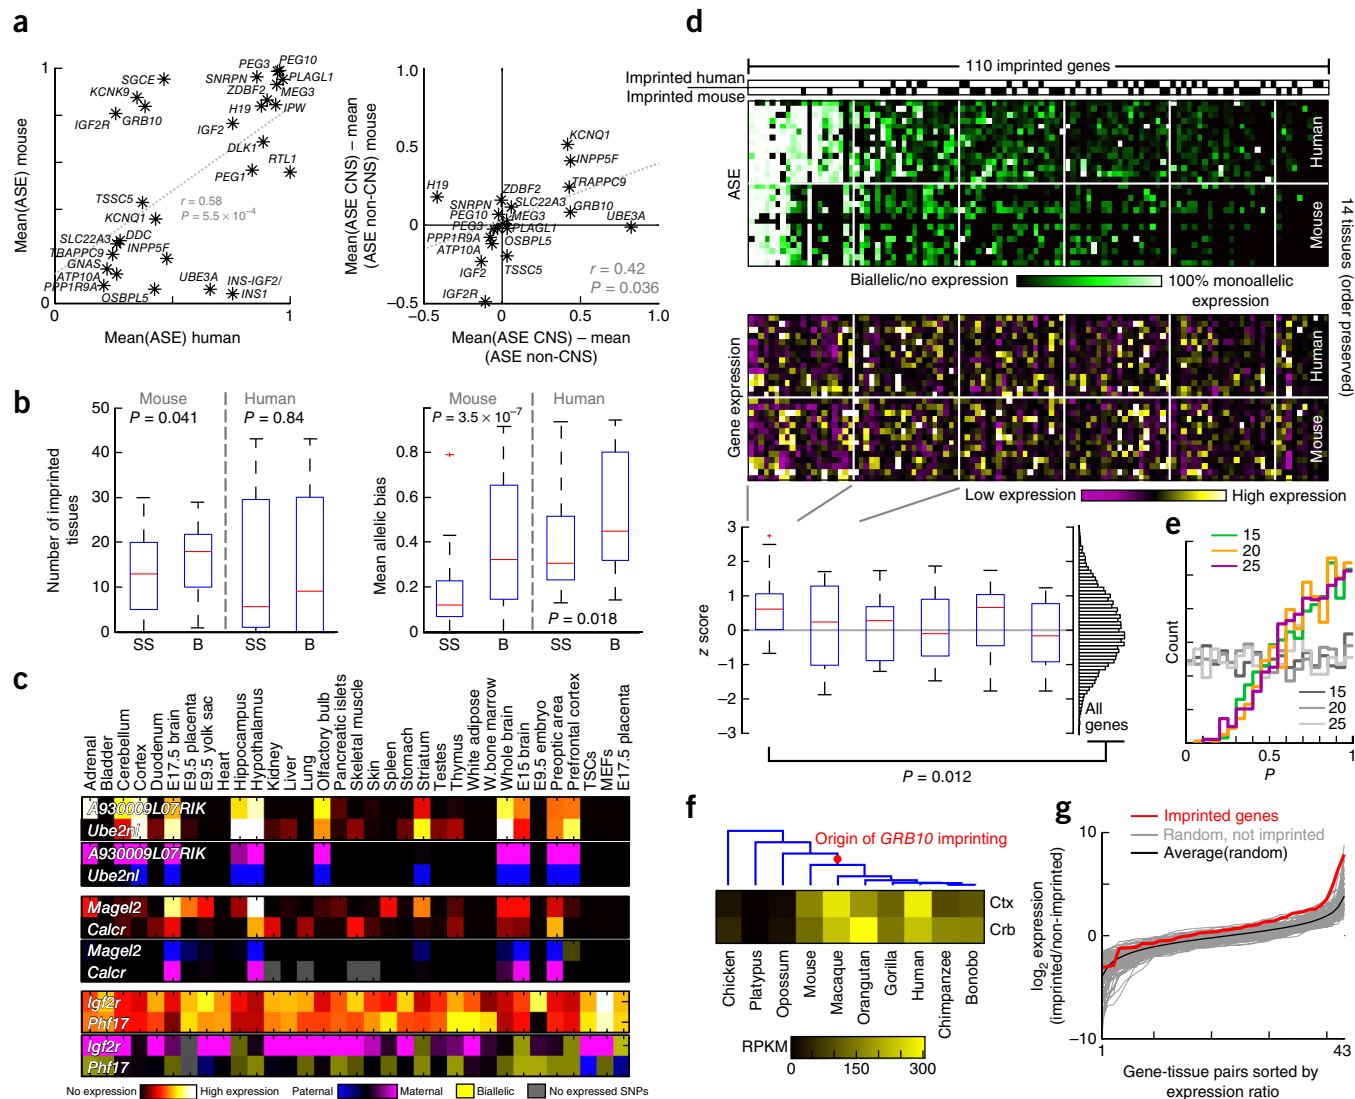 a
1
0
0
1
Mean(ASE) mouse
Mean(ASE) human
SGCE
KCNK9
IGF2R
GRB10
PEG3
PEG10
SNRPN
PLAGL1
ZDBF2
MEG3
H19
IPW
IGF2
DLK1
RTL1
PEG1
TSSC5
r = 0.58
P = 5.5 × 10⁻⁴
KCNQ1
SLC22A3
DDC
TBAPPC9
INPP5F
GNAS
ATP10A
PPP1R9A
OSBPL5
UBE3A
INS-IGF2/
INS1
1.0
0.5
0
−0.5
−0.5
0
0.5
1.0
Mean(ASE CNS) – mean
(ASE non-CNS) mouse
Mean(ASE CNS) – mean
(ASE non-CNS)
KCNQ1
INPP5F
TRAPPC9
GRB10
UBE3A
H19
ZDBF2
SLC22A3
SNRPN
PEG10
MEG3
PEG3
PLAGL1
PPP1R9A
OSBPL5
ATP10A
IGF2
TSSC5
IGF2R
r = 0.42
P = 0.036
b
Mouse
Human
P = 0.041
P = 0.84
50
40
30
20
10
0
Number of imprinted
tissues
SS
B
SS
B
Mouse
Human
P = 3.5 × 10⁻⁷
P = 0.018
0.8
0.6
0.4
0.2
0
Mean allelic bias
SS
B
SS
B
c
Adrenal
Bladder
Cerebellum
Cortex
Duodenum
E17.5 brain
E9.5 placenta
E9.5 yolk sac
Heart
Hippocampus
Hypothalamus
Kidney
Liver
Lung
Olfactory bulb
Pancreatic islets
Skeletal muscle
Skin
Spleen
Stomach
Striatum
Testes
Thymus
White adipose
W.bone marrow
Whole brain
E15 brain
E9.5 embryo
Preoptic area
Prefrontal cortex
TSCs
MEFs
E17.5 placenta
A930009L07RIK
Ube2nl
A930009L07RIK
Ube2nl
Magel2
Calcr
Magel2
Calcr
Igf2r
Phf17
Igf2r
Phf17
No expression
High expression
Paternal
Maternal
Biallelic
No expressed SNPs
d
110 imprinted genes
Imprinted human
Imprinted mouse
ASE
Human
Mouse
Biallelic/no expression
100% monoallelic
expression
14 tissues (order preserved)
Gene expression
Human
Mouse
Low expression
High expression
3
2
1
0
−1
−2
−3
z score
All
genes
P = 0.012
e
15
20
25
Count
15
20
25
0
0.5
1
P
f
Origin of GRB10 imprinting
Ctx
Crb
Chicken
Platypus
Opossum
Mouse
Macaque
Orangutan
Gorilla
Human
Chimpanzee
Bonobo
RPKM
0
150
300
g
Imprinted genes
Random, not imprinted
Average(random)
10
0
−10
log₂ expression
(imprinted/non-imprinted)
1
43
Gene-tissue pairs sorted by
expression ratio